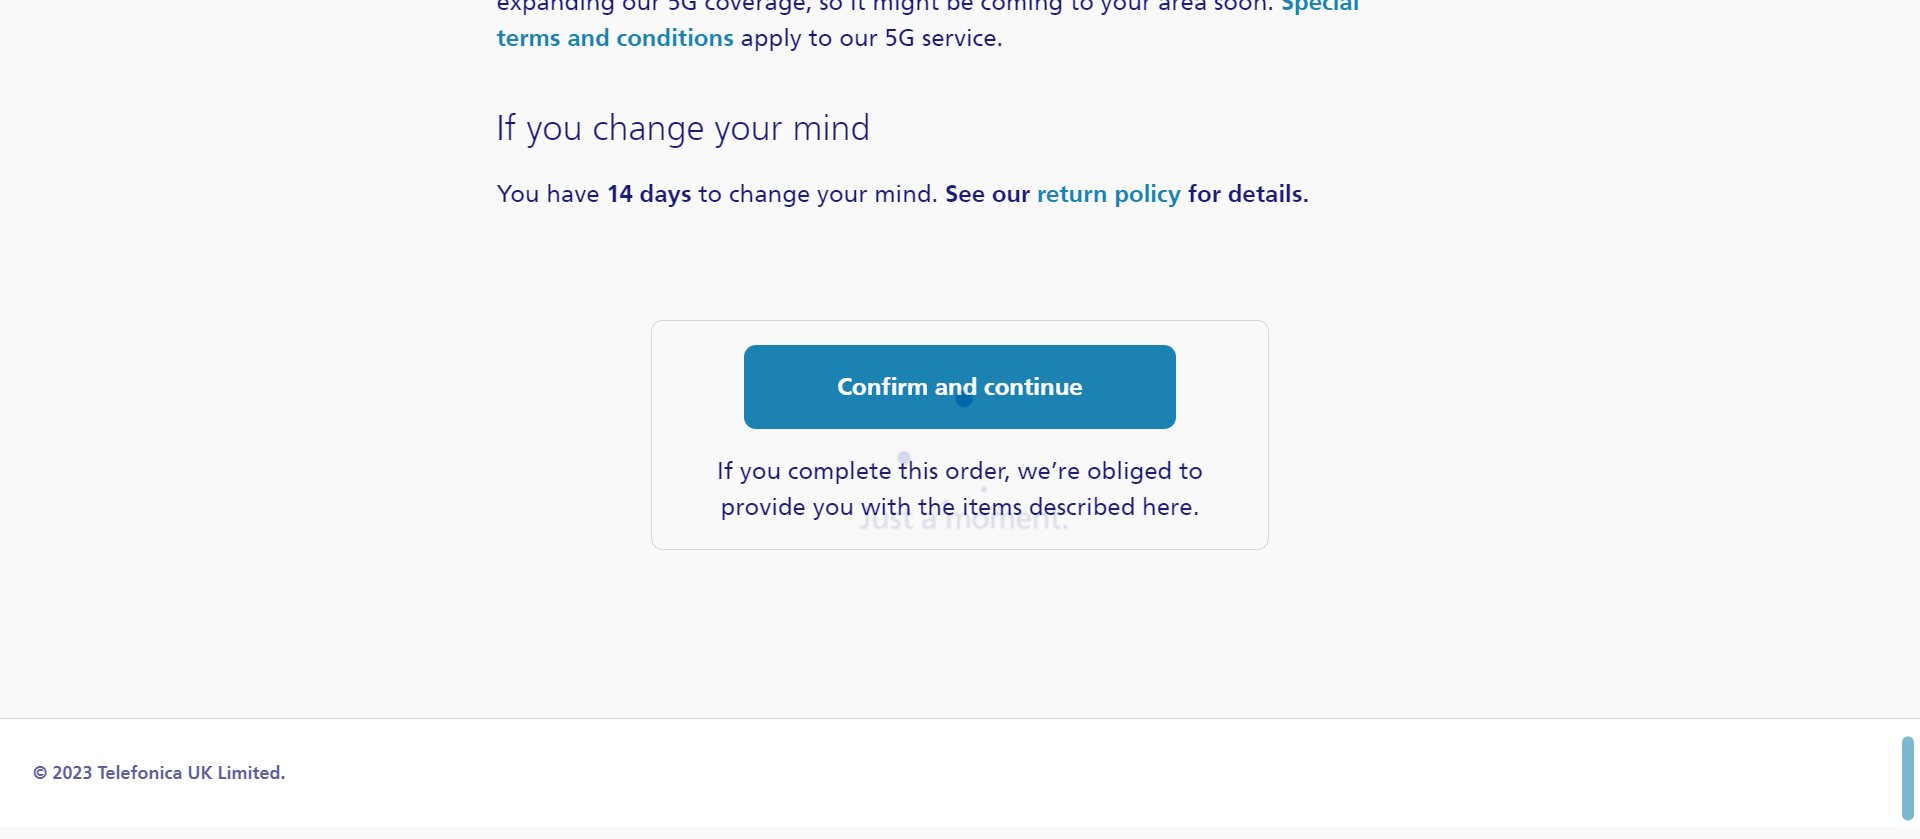 expanding our 5G coverage, so it might be coming to your area soon. Special
terms and conditions apply to our 5G service.
If you change your mind
You have 14 days to change your mind. See our return policy for details.
Confirm and continue
If you complete this order, we’re obliged to
provide you with the items described here.
Just a moment.
© 2023 Telefonica UK Limited.